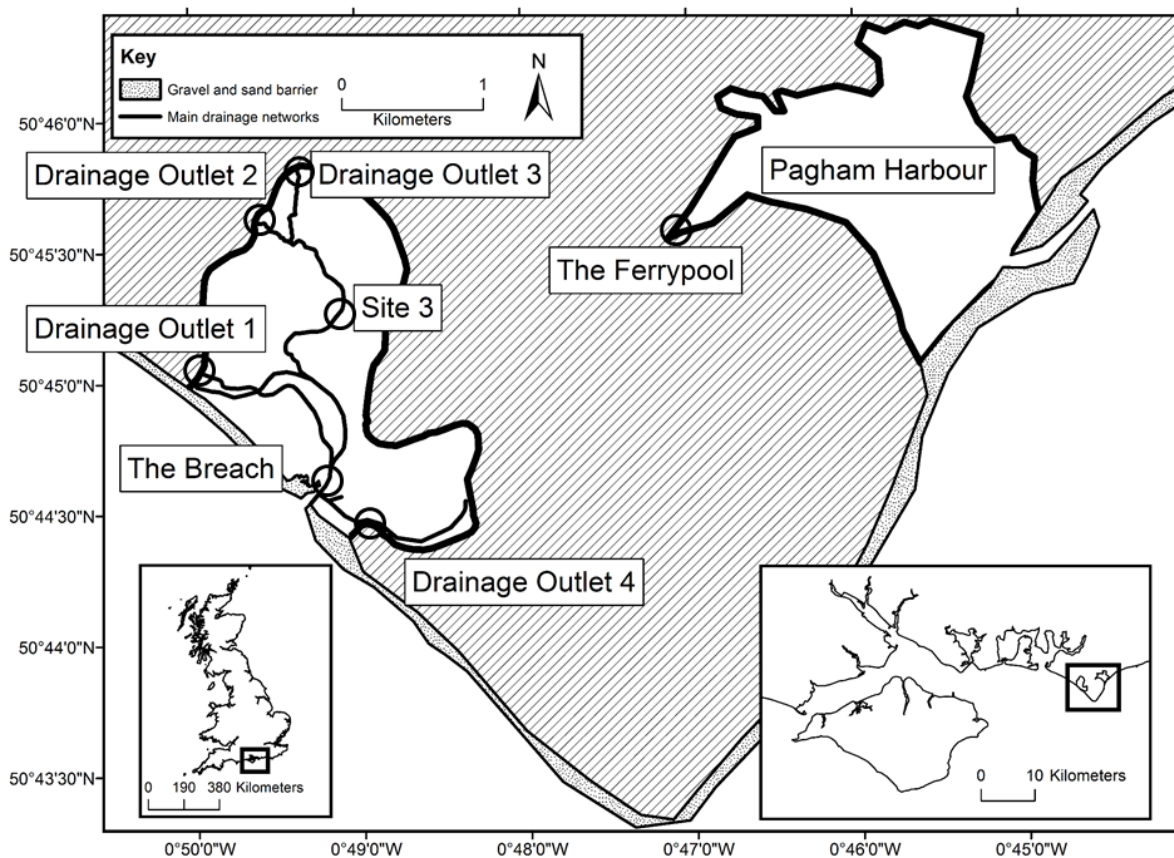 Key
Gravel and sand barrier
Main drainage networks
0 1
Kilometers
N
50°46'0"N
50°45'30"N
50°45'0"N
50°44'30"N
50°44'0"N
50°43'30"N
Drainage Outlet 2
Drainage Outlet 3
Pagham Harbour
The Ferrypool
Site 3
Drainage Outlet 1
The Breach
Drainage Outlet 4
0 190 380 Kilometers
0 10 Kilometers
0°50'0"W 0°49'0"W 0°48'0"W 0°47'0"W 0°46'0"W 0°45'0"W